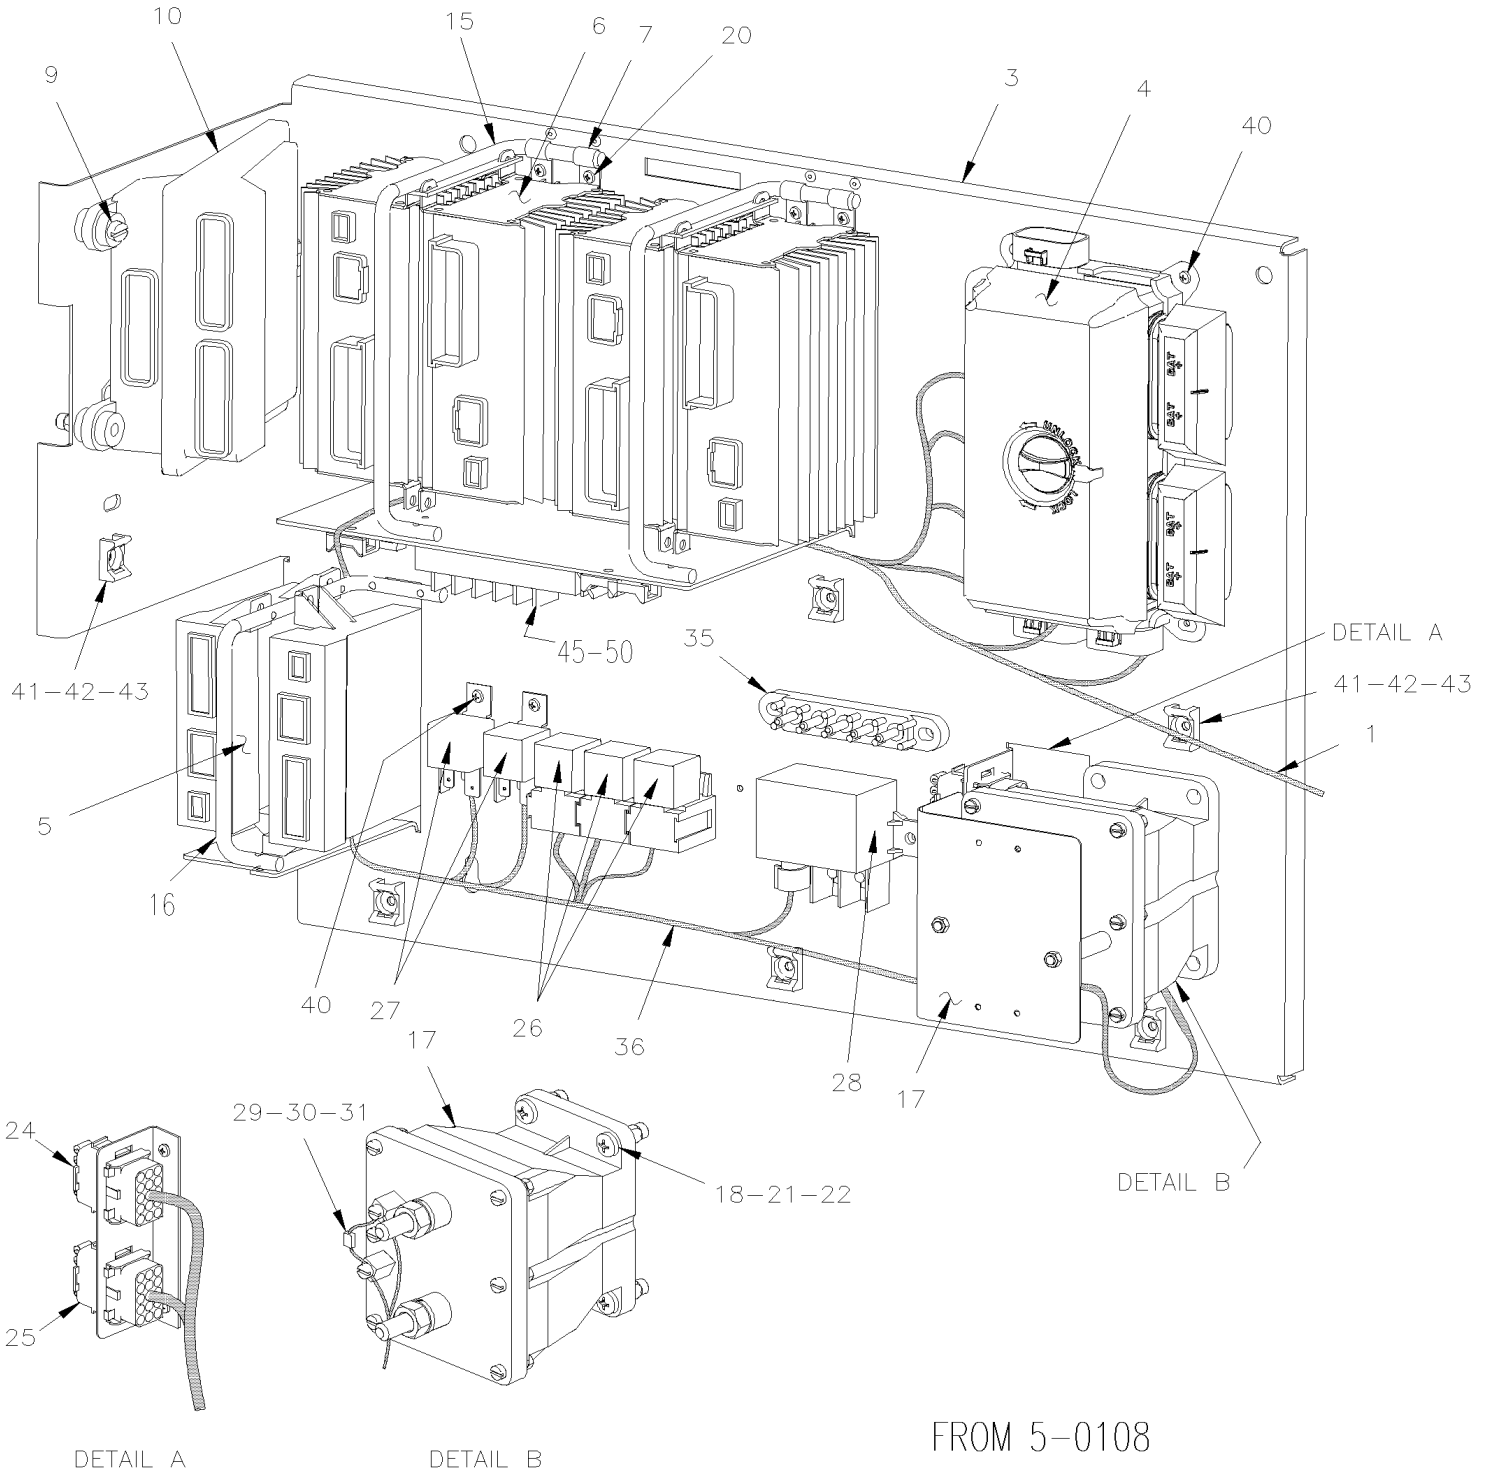 10
15
6
7
20
9
3
4
40
BAT +
BAT +
UNLOCK
LOCK
BAT +
BAT +
DETAIL A
45-50
35
41-42-43
41-42-43
1
5
16
40
27
26
36
28
17
17
DETAIL B
24
29-30-31
18-21-22
25
DETAIL A
DETAIL B
FROM 5-0108